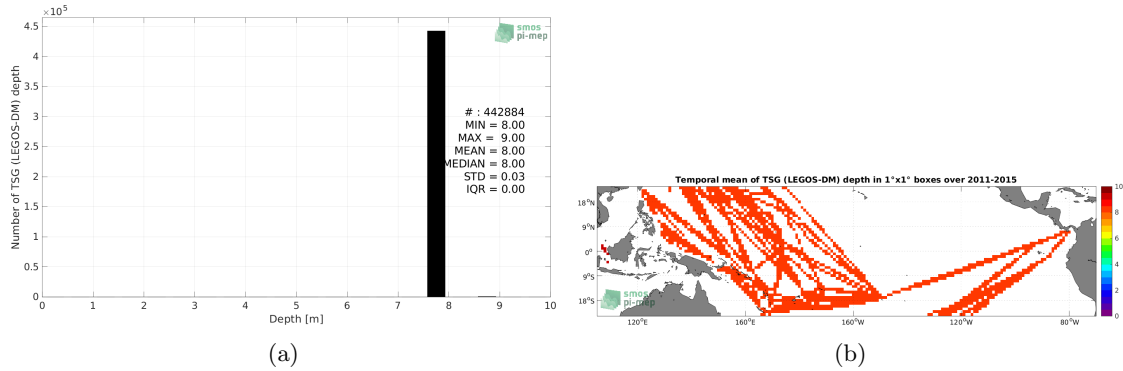 ×10⁵
4.5
4
3.5
3
2.5
2
1.5
1
0.5
0
Number of TSG (LEGOS-DM) depth
smos
pi-mep
# : 442884
MIN = 8.00
MAX = 9.00
MEAN = 8.00
MEDIAN = 8.00
STD = 0.03
IQR = 0.00
0 1 2 3 4 5 6 7 8 9 10
Depth [m]
(a)
Temporal mean of TSG (LEGOS-DM) depth in 1°x1° boxes over 2011-2015
18°N
9°N
0°
9°S
18°S
smos
pi-mep
120°E 160°E 160°W 120°W 80°W
10
8
6
4
2
0
(b)